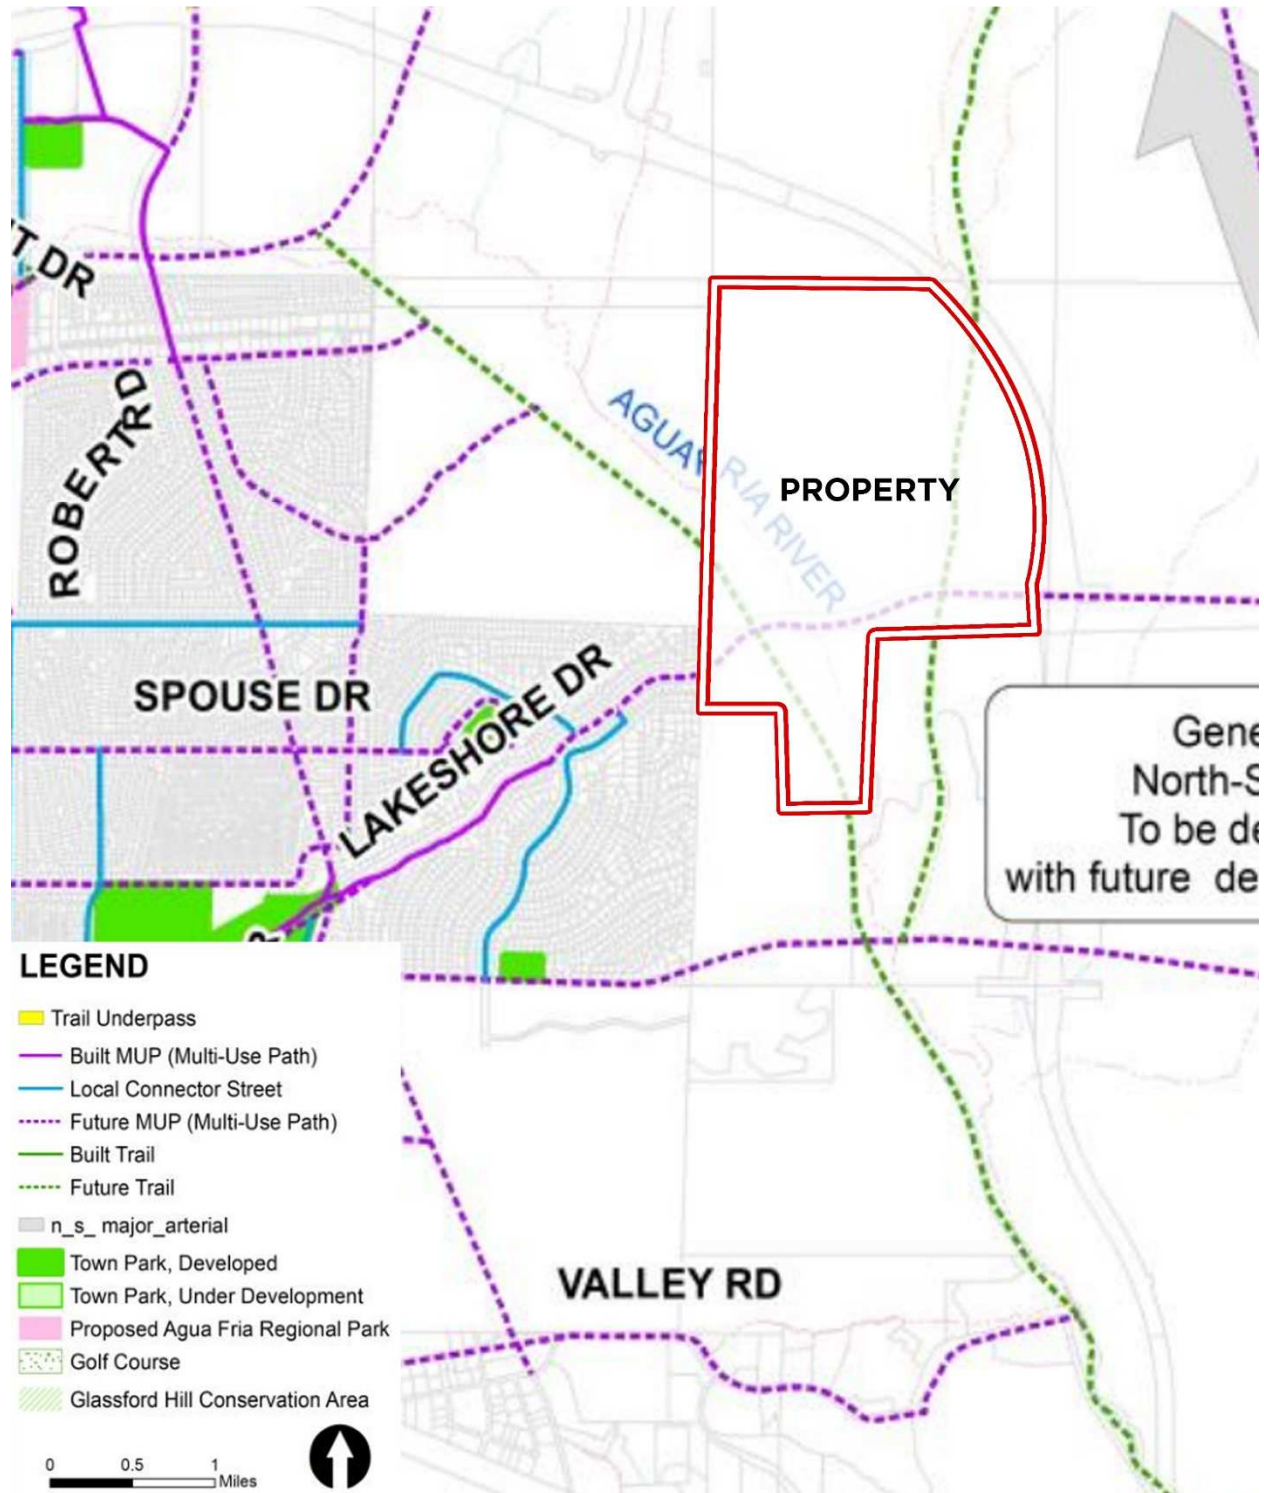 T DR
ROBERT RD
AGUA
RIA RIVER
PROPERTY
SPOUSE DR
LAKESHORE DR
Gene
North-S
To be de
with future de
LEGEND
Trail Underpass
Built MUP (Multi-Use Path)
Local Connector Street
Future MUP (Multi-Use Path)
Built Trail
Future Trail
n_s_ major_arterial
Town Park, Developed
Town Park, Under Development
Proposed Agua Fria Regional Park
Golf Course
Glassford Hill Conservation Area
0 0.5 1
Miles
VALLEY RD